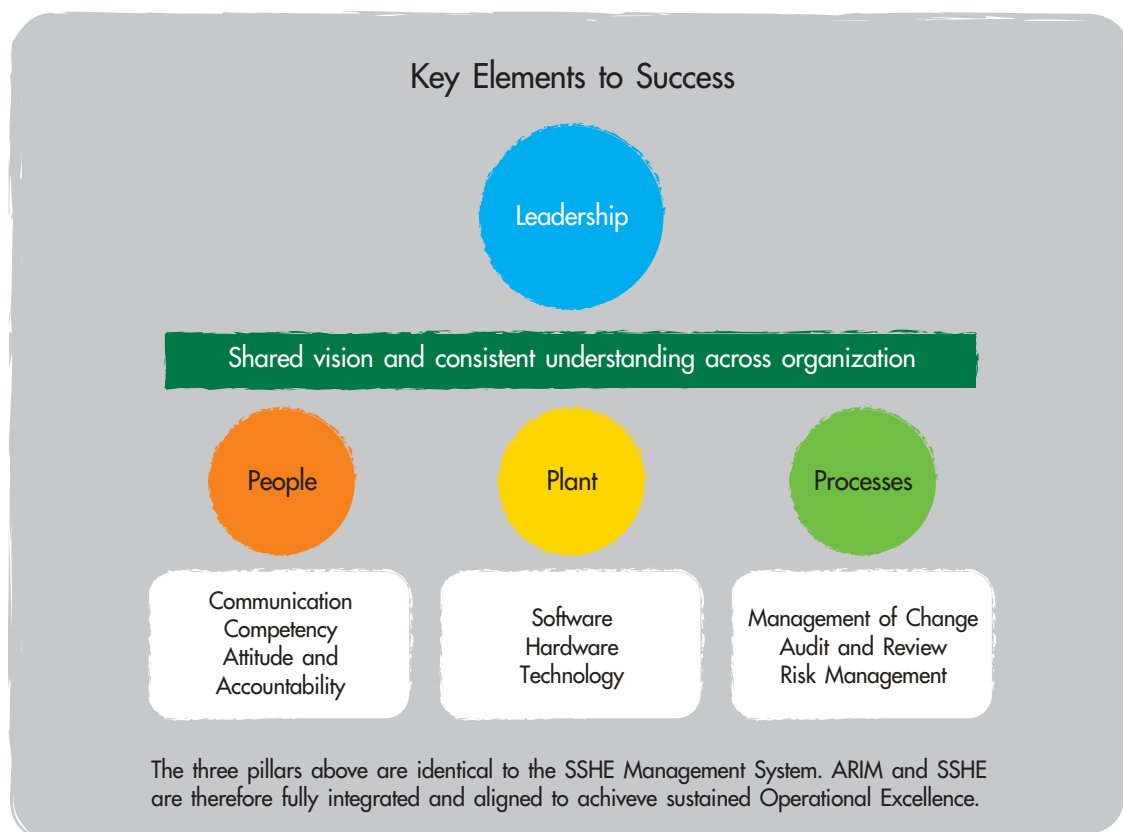 Key Elements to Success
Leadership
Shared vision and consistent understanding across organization
People
Plant
Processes
Communication
Competency
Attitude and
Accountability
Software
Hardware
Technology
Management of Change
Audit and Review
Risk Management
The three pillars above are identical to the SSHE Management System. ARIM and SSHE
are therefore fully integrated and aligned to achiveve sustained Operational Excellence.